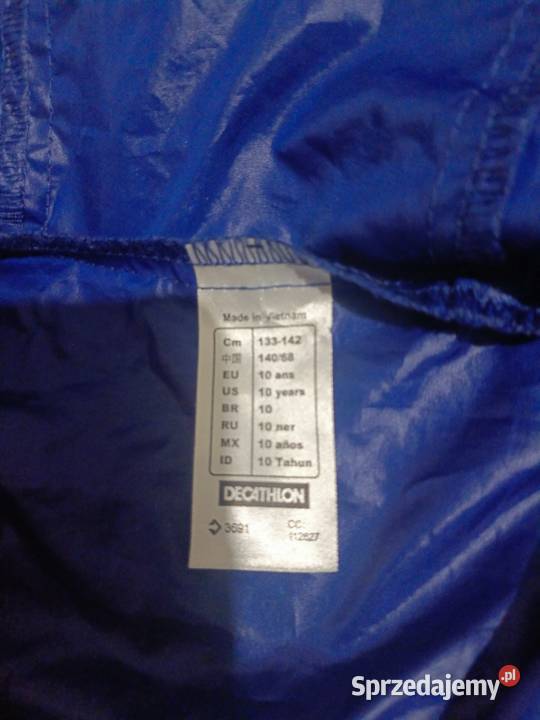 Made in Vietnam
Cm 133-142
中国 140/68
EU 10 ans
US 10 years
BR 10
RU 10 лет
MX 10 años
ID 10 Tahun
DECATHLON
3691 CC:
112627
Sprzedajemy.pl